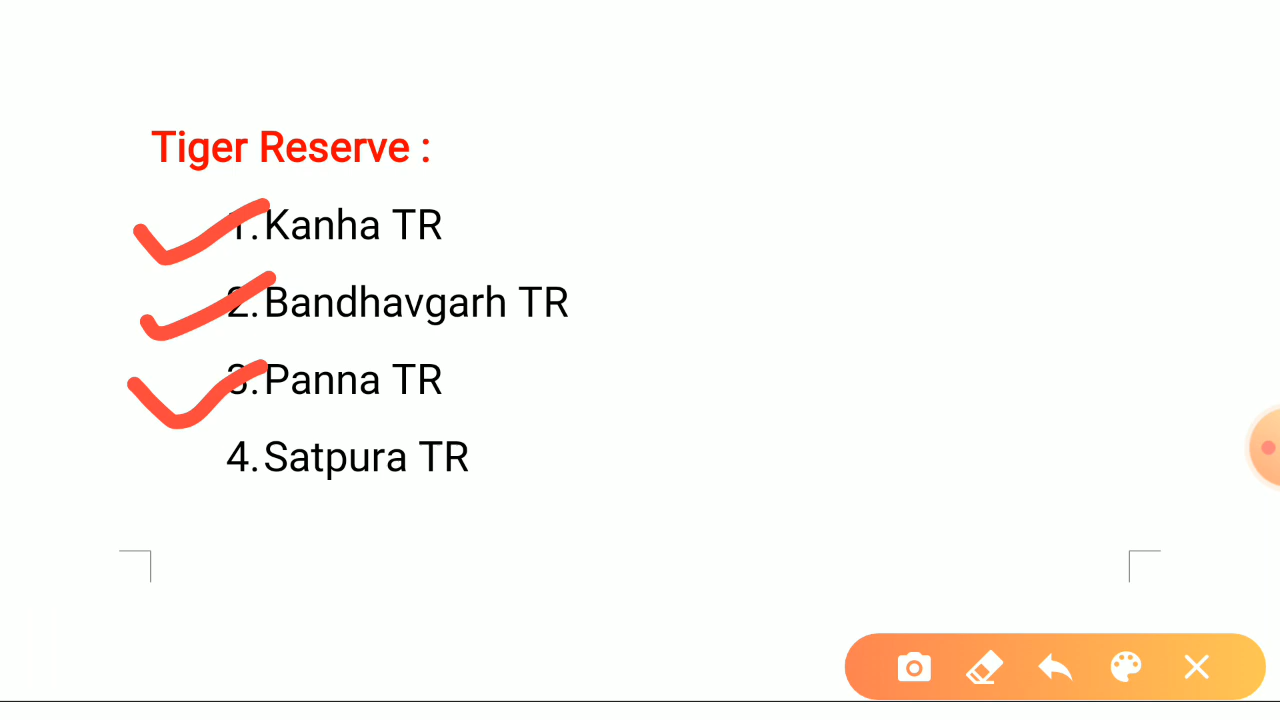 Tiger Reserve :
1. Kanha TR
2. Bandhavgarh TR
3. Panna TR
4. Satpura TR